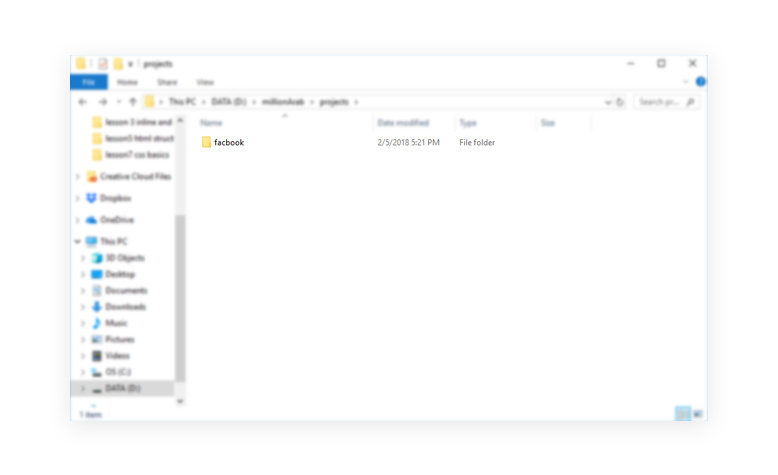 projects
File Home Share View
This PC > DATA (D:) > millionArab > projects >
Search pr...
Name Date modified Type Size
facbook 2/5/2018 5:21 PM File folder
lesson 3 inline and
lesson5 html struct
lesson7 css basics
Creative Cloud Files
Dropbox
OneDrive
This PC
3D Objects
Desktop
Documents
Downloads
Music
Pictures
Videos
OS (C:)
DATA (D:)
1 item